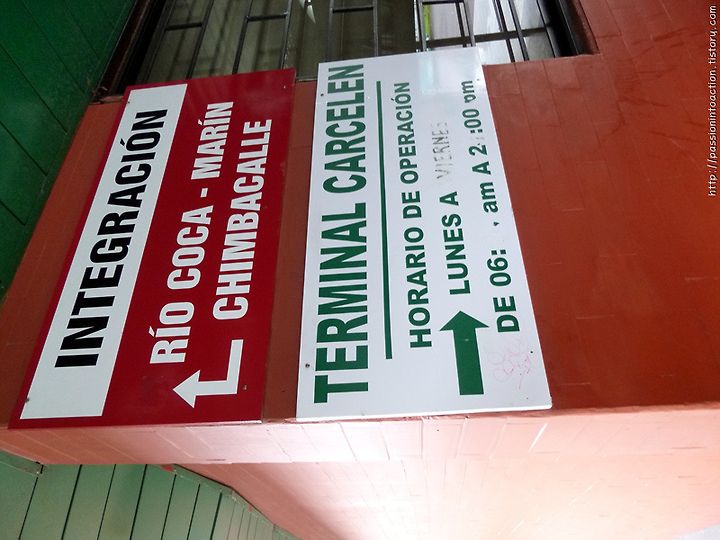 INTEGRACIÓN
RÍO COCA - MARÍN
CHIMBACALLE
TERMINAL CARCELEN
HORARIO DE OPERACIÓN
LUNES A VIERNES
DE 06: am A 2 :00 pm
http://passionintoaction.tistory.com